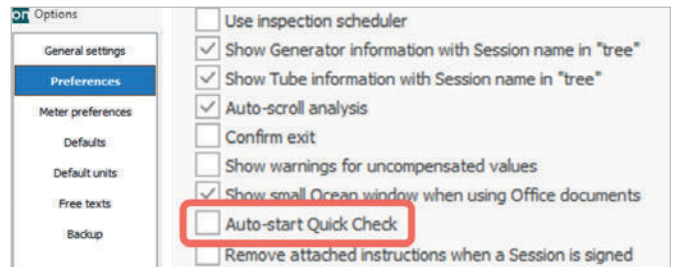 on Options
General settings
Preferences
Meter preferences
Defaults
Default units
Free texts
Backup
Use inspection scheduler
Show Generator information with Session name in "tree"
Show Tube information with Session name in "tree"
Auto-scroll analysis
Confirm exit
Show warnings for uncompensated values
Show small Ocean window when using Office documents
Auto-start Quick Check
Remove attached instructions when a Session is signed